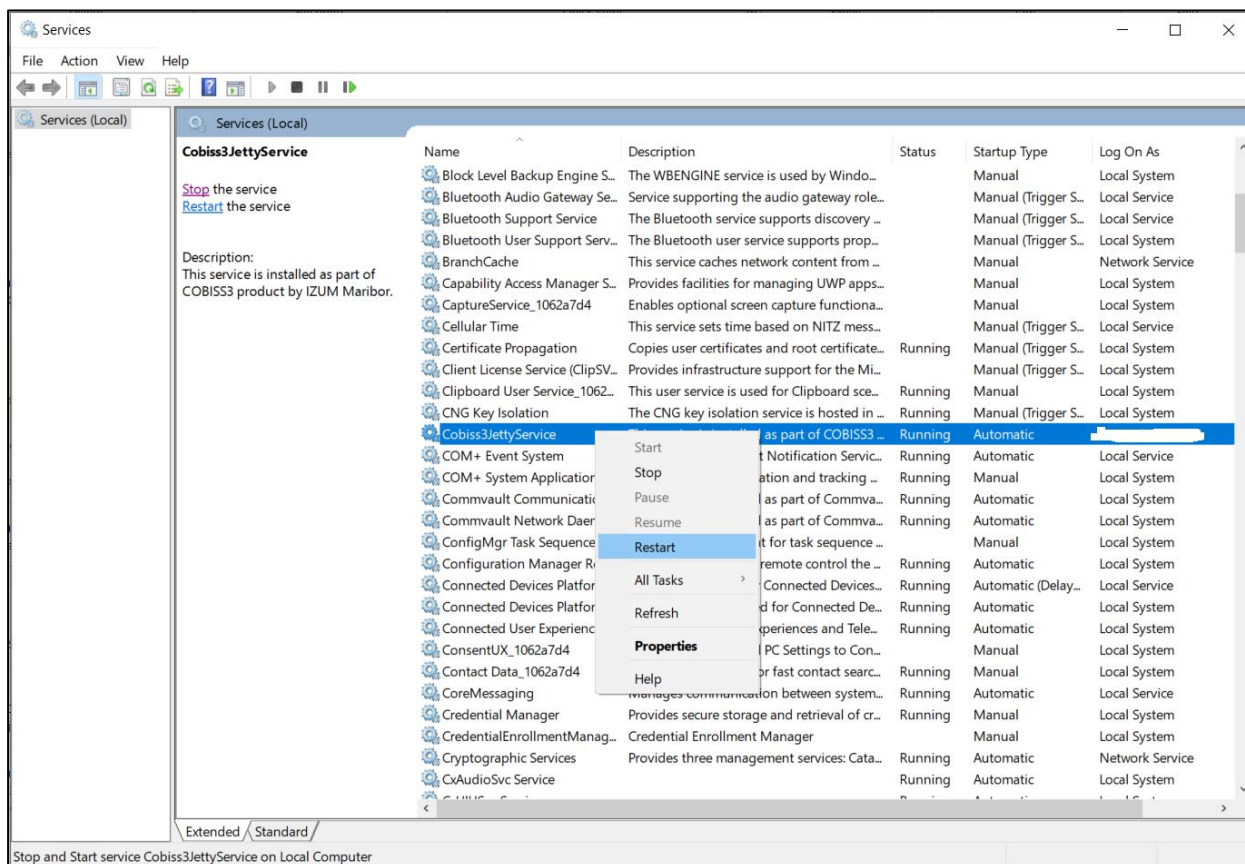 Services
File Action View Help
Services (Local)
Services (Local)
Cobiss3JettyService
Stop the service
Restart the service
Description:
This service is installed as part of
COBISS3 product by IZUM Maribor.
Name Description Status Startup Type Log On As
Block Level Backup Engine S... The WBENGINE service is used by Windo... Manual Local System
Bluetooth Audio Gateway Se... Service supporting the audio gateway role... Manual (Trigger S... Local Service
Bluetooth Support Service The Bluetooth service supports discovery ... Manual (Trigger S... Local Service
Bluetooth User Support Serv... The Bluetooth user service supports prop... Manual (Trigger S... Local System
BranchCache This service caches network content from ... Manual Network Service
Capability Access Manager S... Provides facilities for managing UWP apps... Manual Local System
CaptureService_1062a7d4 Enables optional screen capture functiona... Manual Local System
Cellular Time This service sets time based on NITZ mess... Manual (Trigger S... Local Service
Certificate Propagation Copies user certificates and root certificate... Running Manual (Trigger S... Local System
Client License Service (ClipSV... Provides infrastructure support for the Mi... Manual (Trigger S... Local System
Clipboard User Service_1062... This user service is used for Clipboard sce... Running Manual Local System
CNG Key Isolation The CNG key isolation service is hosted in ... Running Manual (Trigger S... Local System
Cobiss3JettyService as part of COBISS3 ... Running Automatic
COM+ Event System t Notification Servic... Running Automatic Local Service
COM+ System Application ation and tracking ... Running Manual Local System
Commvault Communicatio as part of Commva... Running Automatic Local System
Commvault Network Daer as part of Commva... Running Automatic Local System
ConfigMgr Task Sequence t for task sequence ... Manual Local System
Configuration Manager R remote control the ... Running Automatic Local System
Connected Devices Platfor Connected Devices... Running Automatic (Delay... Local Service
Connected Devices Platfor d for Connected De... Running Automatic Local System
Connected User Experienc xperiences and Tele... Running Automatic Local System
ConsentUX_1062a7d4 PC Settings to Con... Manual Local System
Contact Data_1062a7d4 or fast contact searc... Running Manual Local System
CoreMessaging Manages communication between system... Running Automatic Local Service
Credential Manager Provides secure storage and retrieval of cr... Running Manual Local System
CredentialEnrollmentManag... Credential Enrollment Manager Manual Local System
Cryptographic Services Provides three management services: Cata... Running Automatic Network Service
CxAudioSvc Service Running Automatic Local System
Start
Stop
Pause
Resume
Restart
All Tasks
Refresh
Properties
Help
Extended Standard
Stop and Start service Cobiss3JettyService on Local Computer